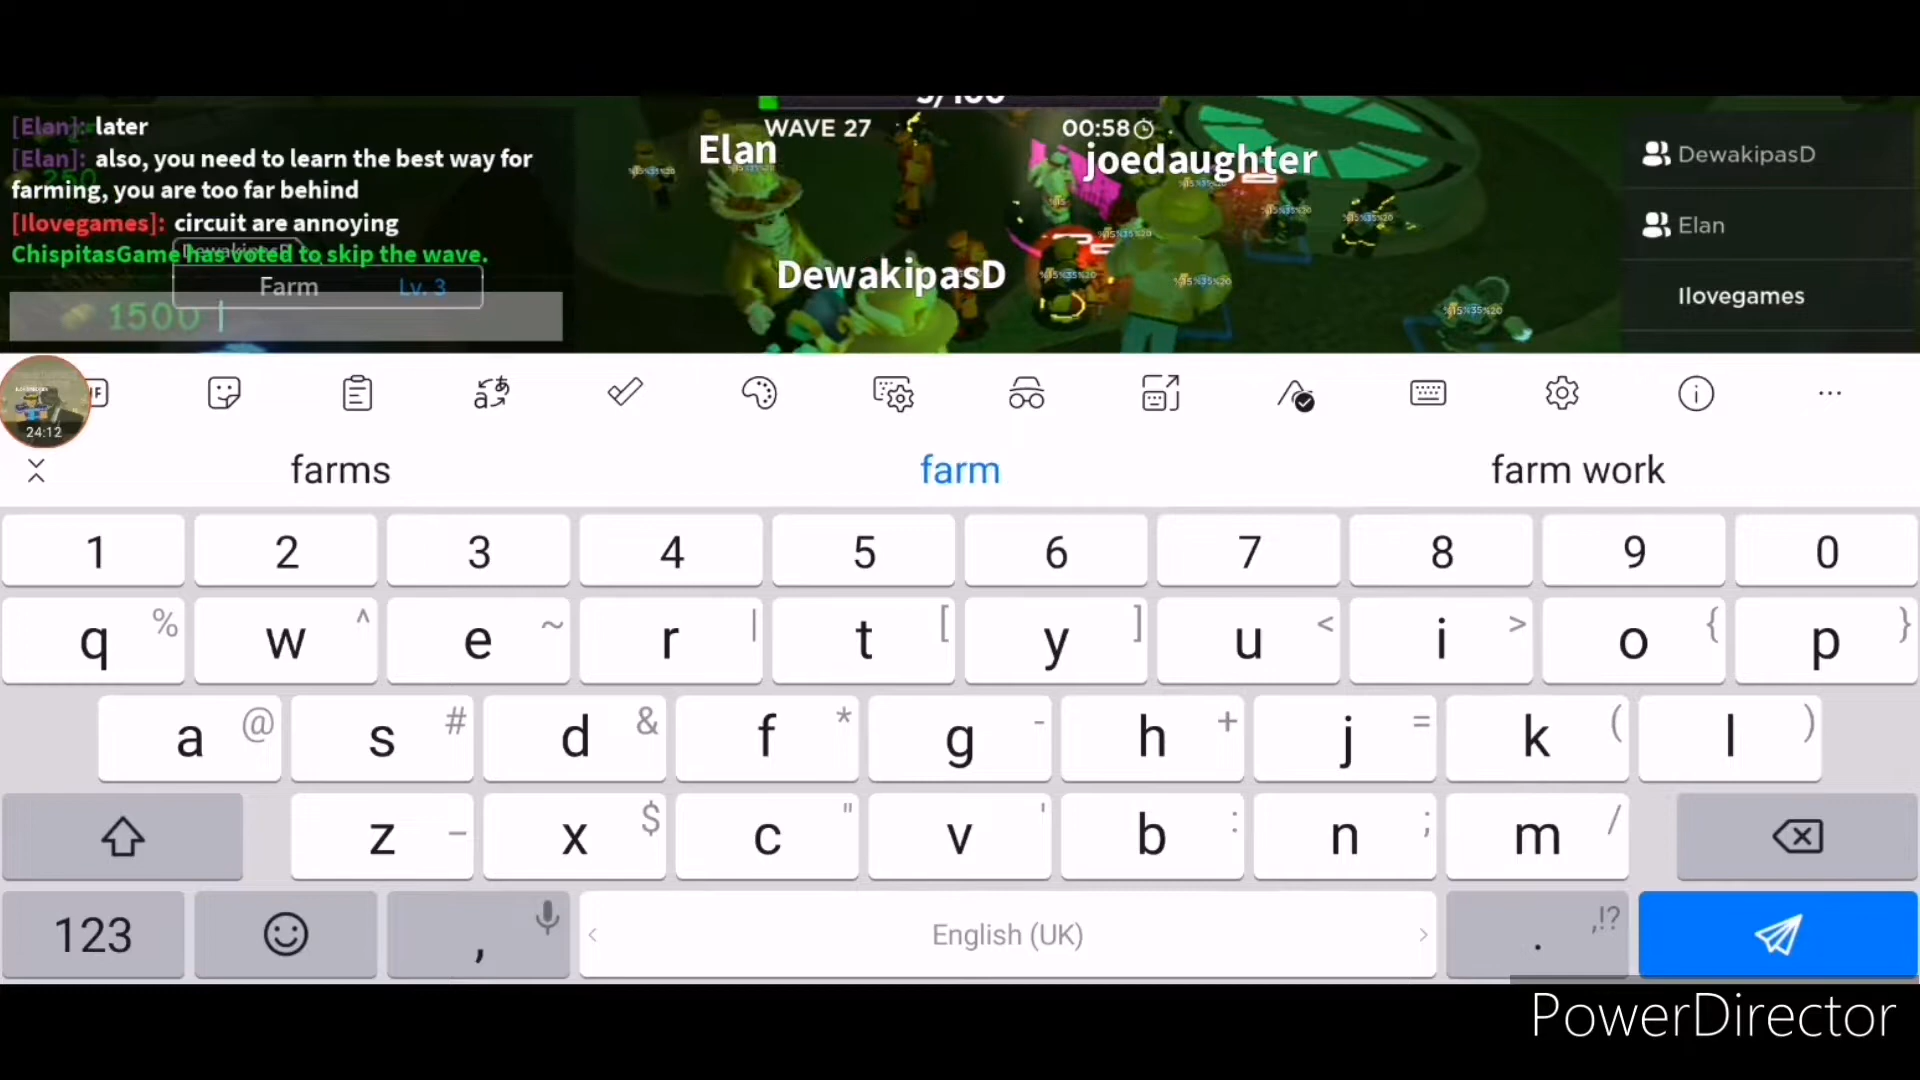 [Elan]: later
[Elan]: also, you need to learn the best way for
farming, you are too far behind
[Ilovegames]: circuit are annoying
ChispitasGame has voted to skip the wave.
Farm Lv. 3
1500
WAVE 27
00:58
Elan
joedaughter
DewakipasD
DewakipasD
Elan
Ilovegames
24:12
farms farm farm work
1 2 3 4 5 6 7 8 9 0
q % w ^ e ~ r | t [ y ] u < i > o { p }
a @ s # d & f * g - h + j = k ( l )
z – x $ c " v ' b : n ; m /
123 , < English (UK) > . ,!?
PowerDirector